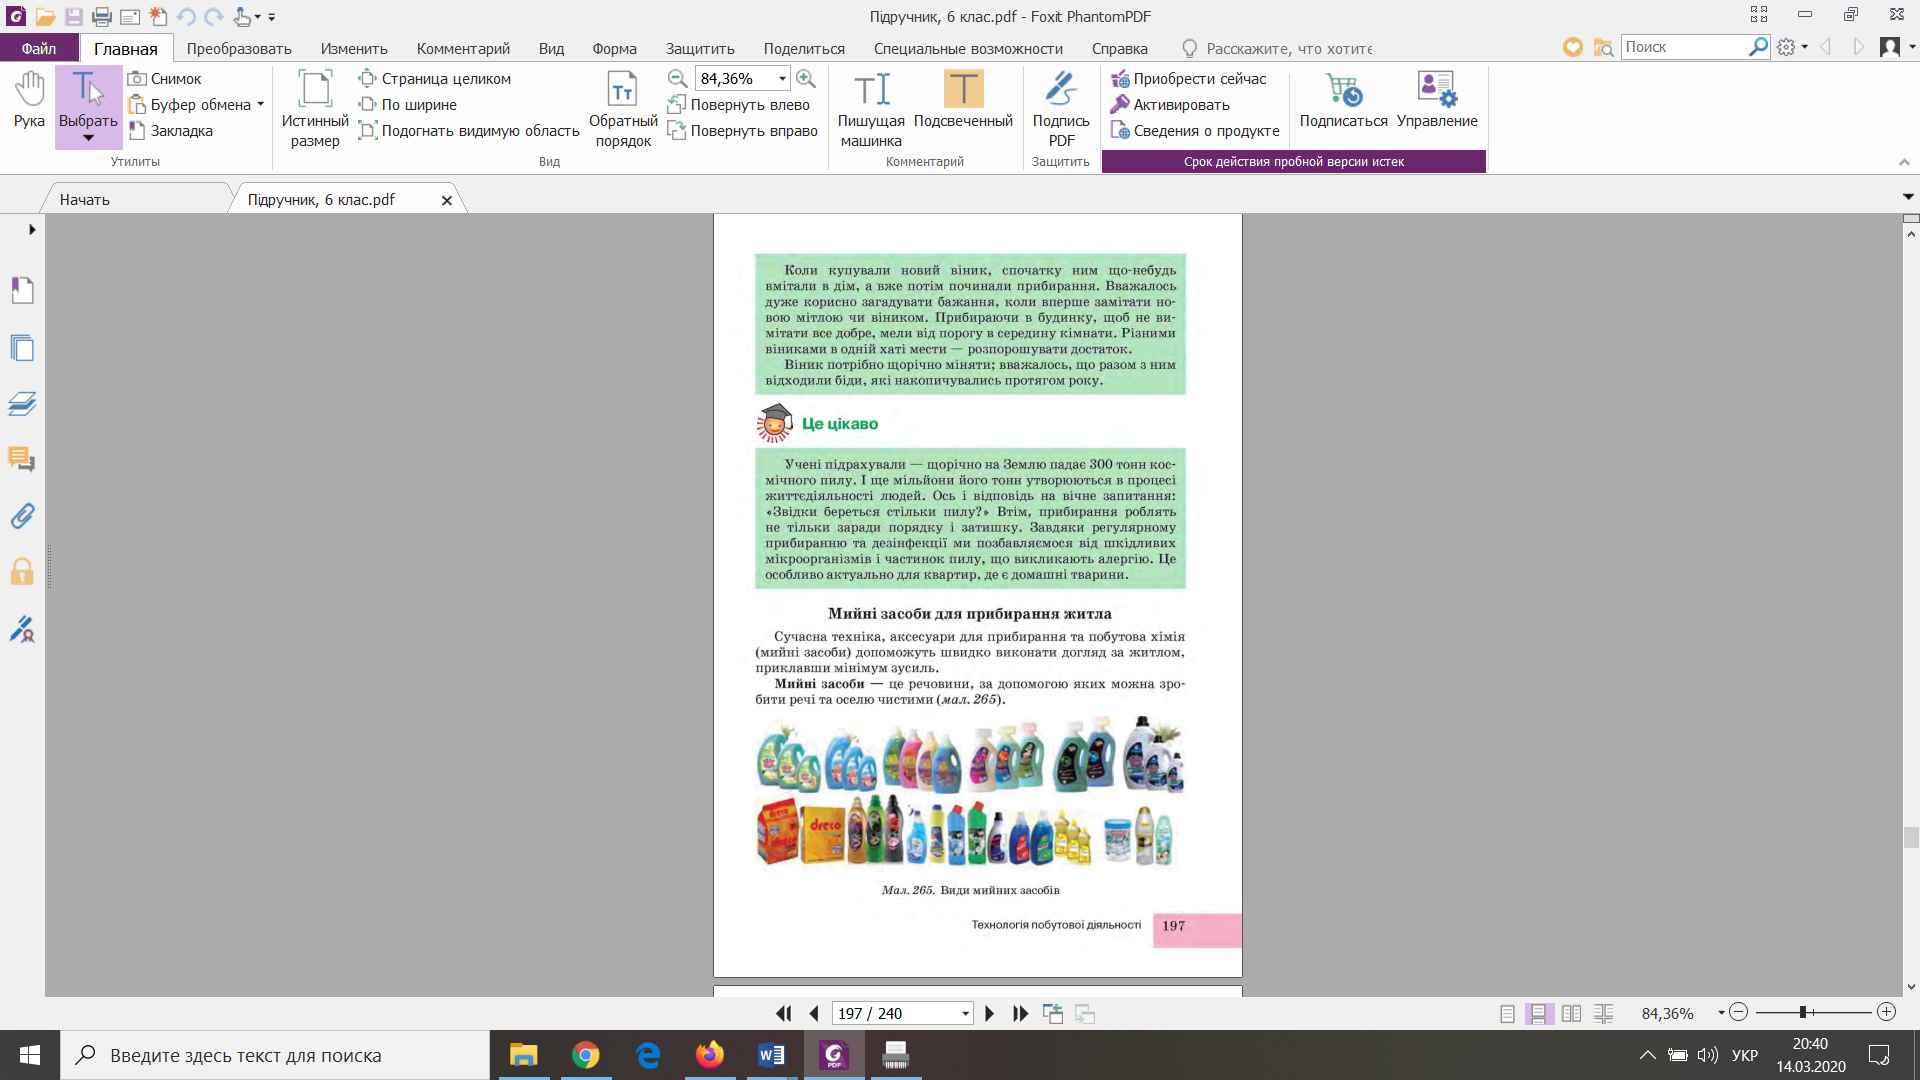 Підручник, 6 клас.pdf - Foxit PhantomPDF
Файл Главная Преобразовать Изменить Комментарий Вид Форма Защитить Поделиться Специальные возможности Справка Расскажите, что хотите Поиск
Рука
Выбрать
Снимок
Буфер обмена
Закладка
Утилиты
Истинный
размер
Страница целиком
По ширине
Подогнать видимую область
Обратный
порядок
84,36%
Повернуть влево
Повернуть вправо
Вид
Пишущая
машинка
Подсвеченный
Комментарий
Подпись
PDF
Защитить
Приобрести сейчас
Активировать
Сведения о продукте
Подписаться
Управление
Срок действия пробной версии истек
Начать
Підручник, 6 клас.pdf
Коли купували новий віник, спочатку ним що-небудь
вмітали в дім, а вже потім починали прибирання. Вважалось
дуже корисно загадувати бажання, коли вперше замітати но-
вою мітлою чи віником. Прибираючи в будинку, щоб не ви-
мітати все добре, мели від порогу в середину кімнати. Різними
віниками в одній хаті мести — розпорошувати достаток.
Віник потрібно щорічно міняти; вважалось, що разом з ним
відходили біди, які накопичувались протягом року.
Це цікаво
Учені підрахували — щорічно на Землю падає 300 тонн кос-
мічного пилу. І ще мільйони його тонн утворюються в процесі
життєдіяльності людей. Ось і відповідь на вічне запитання:
«Звідки береться стільки пилу?» Втім, прибирання роблять
не тільки заради порядку і затишку. Завдяки регулярному
прибиранню та дезінфекції ми позбавляємося від шкідливих
мікроорганізмів і частинок пилу, що викликають алергію. Це
особливо актуально для квартир, де є домашні тварини.
Мийні засоби для прибирання житла
Сучасна техніка, аксесуари для прибирання та побутова хімія
(мийні засоби) допоможуть швидко виконати догляд за житлом,
приклавши мінімум зусиль.
Мийні засоби — це речовини, за допомогою яких можна зро-
бити речі та оселю чистими (мал. 265).
dreco
Мал. 265. Види мийних засобів
Технологія побутової діяльності 197
197 / 240
84,36%
Введите здесь текст для поиска
PDF
УКР
20:40
14.03.2020